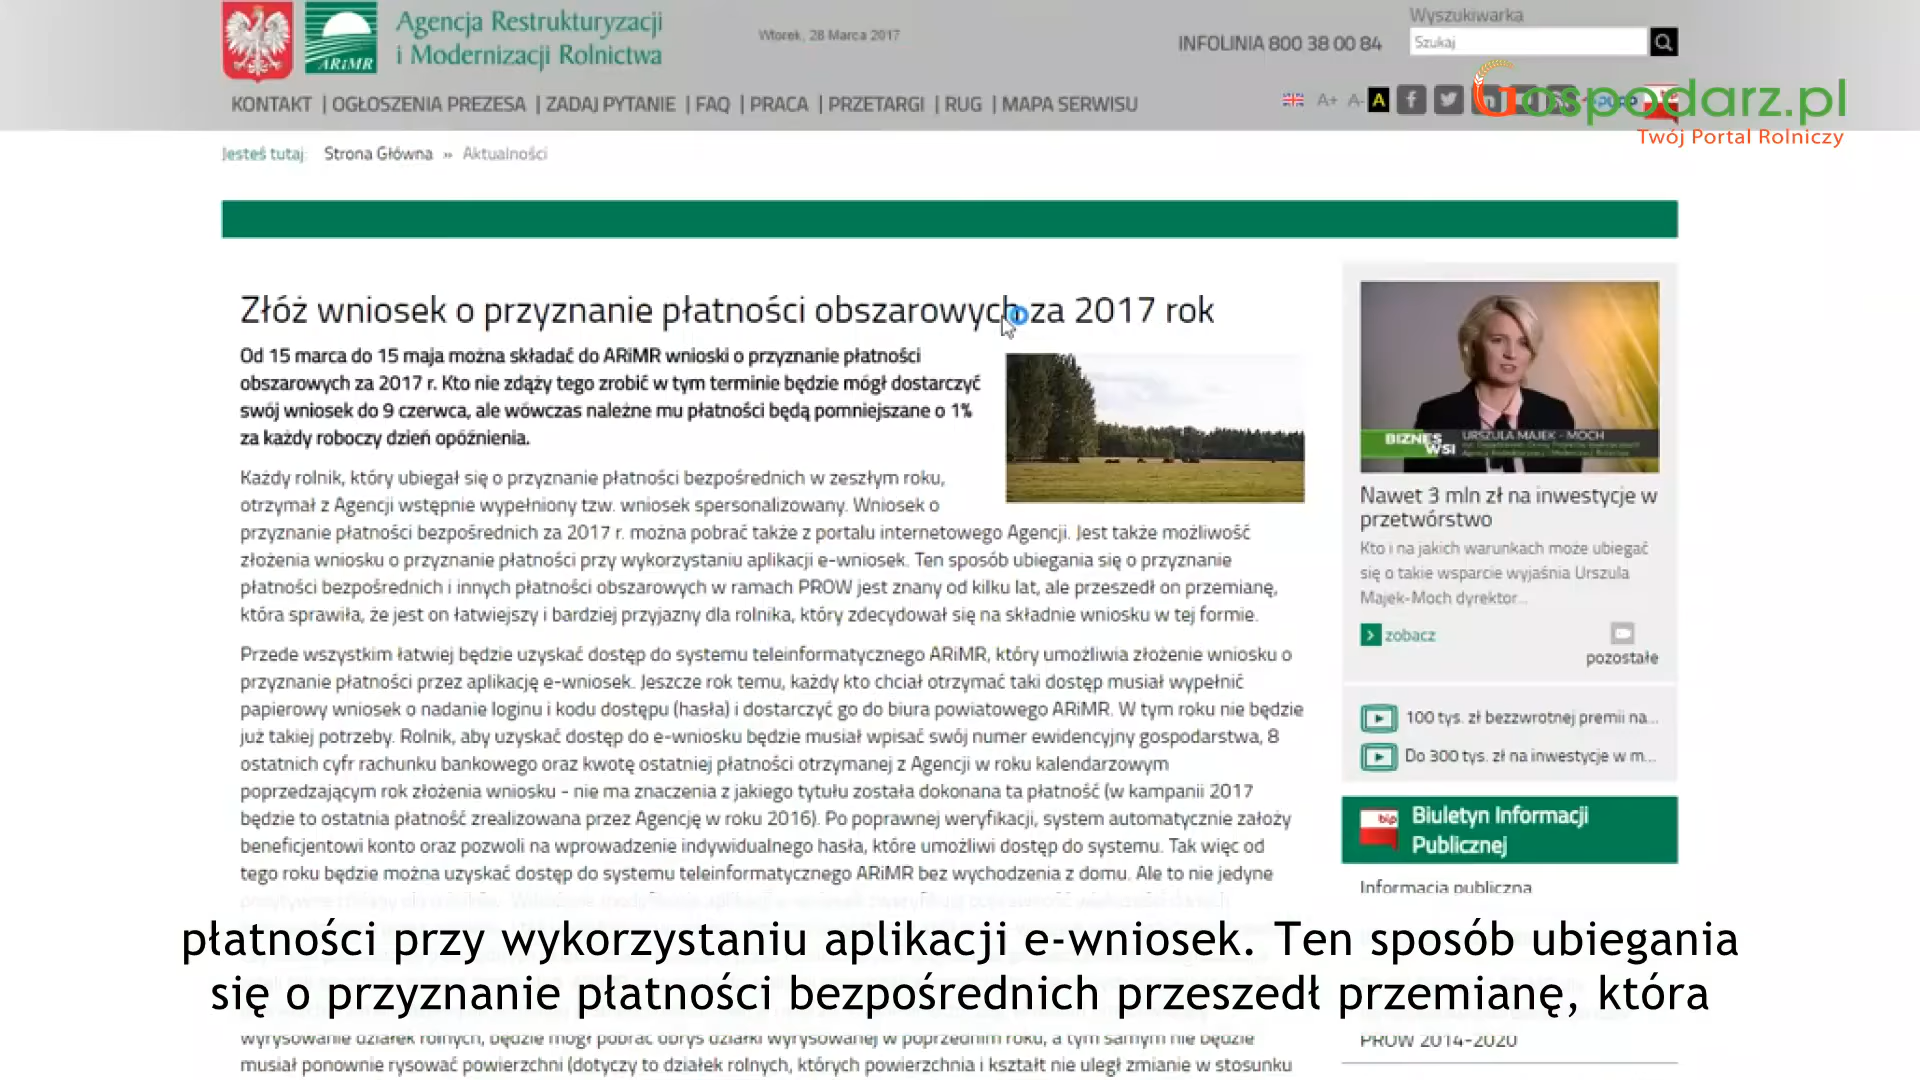 Agencja Restrukturyzacji
i Modernizacji Rolnictwa
ARiMR
Wtorek, 28 Marca 2017
INFOLINIA 800 38 00 84
Wyszukiwarka
Szukaj
KONTAKT | OGŁOSZENIA PREZESA | ZADAJ PYTANIE | FAQ | PRACA | PRZETARGI | RUG | MAPA SERWISU
A+ A- A
Gospodarz.pl
Twój Portal Rolniczy
Jesteś tutaj: Strona Główna » Aktualności
Złóż wniosek o przyznanie płatności obszarowych za 2017 rok
Od 15 marca do 15 maja można składać do ARiMR wnioski o przyznanie płatności
obszarowych za 2017 r. Kto nie zdąży tego zrobić w tym terminie będzie mógł dostarczyć
swój wniosek do 9 czerwca, ale wówczas należne mu płatności będą pomniejszane o 1%
za każdy roboczy dzień opóźnienia.
Każdy rolnik, który ubiegał się o przyznanie płatności bezpośrednich w zeszłym roku,
otrzymał z Agencji wstępnie wypełniony tzw. wniosek spersonalizowany. Wniosek o
przyznanie płatności bezpośrednich za 2017 r. można pobrać także z portalu internetowego Agencji. Jest także możliwość
złożenia wniosku o przyznanie płatności przy wykorzystaniu aplikacji e-wniosek. Ten sposób ubiegania się o przyznanie
płatności bezpośrednich i innych płatności obszarowych w ramach PROW jest znany od kilku lat, ale przeszedł on przemianę,
która sprawiła, że jest on łatwiejszy i bardziej przyjazny dla rolnika, który zdecydował się na składnie wniosku w tej formie.
Przede wszystkim łatwiej będzie uzyskać dostęp do systemu teleinformatycznego ARiMR, który umożliwia złożenie wniosku o
przyznanie płatności przez aplikację e-wniosek. Jeszcze rok temu, każdy kto chciał otrzymać taki dostęp musiał wypełnić
papierowy wniosek o nadanie loginu i kodu dostępu (hasła) i dostarczyć go do biura powiatowego ARiMR. W tym roku nie będzie
już takiej potrzeby. Rolnik, aby uzyskać dostęp do e-wniosku będzie musiał wpisać swój numer ewidencyjny gospodarstwa, 8
ostatnich cyfr rachunku bankowego oraz kwotę ostatniej płatności otrzymanej z Agencji w roku kalendarzowym
poprzedzającym rok złożenia wniosku - nie ma znaczenia z jakiego tytułu została dokonana ta płatność (w kampanii 2017
będzie to ostatnia płatność zrealizowana przez Agencję w roku 2016). Po poprawnej weryfikacji, system automatycznie założy
beneficjentowi konto oraz pozwoli na wprowadzenie indywidualnego hasła, które umożliwi dostęp do systemu. Tak więc od
tego roku będzie można uzyskać dostęp do systemu teleinformatycznego ARiMR bez wychodzenia z domu. Ale to nie jedyne
wyrysowanie działek rolnych, będzie mógł pobrać obrys działki wyrysowanej w poprzednim roku, a tym samym nie będzie
musiał ponownie rysować powierzchni (dotyczy to działek rolnych, których powierzchnia i kształt nie uległ zmianie w stosunku
BIZNES
WSI
URSZULA MAJEK - MOCH
Nawet 3 mln zł na inwestycje w
przetwórstwo
Kto i na jakich warunkach może ubiegać
się o takie wsparcie wyjaśnia Urszula
Majek-Moch dyrektor...
zobacz
pozostałe
100 tys. zł bezzwrotnej premii na...
Do 300 tys. zł na inwestycje w m...
bip
Biuletyn Informacji
Publicznej
Informacja publiczna
PROW 2014-2020
płatności przy wykorzystaniu aplikacji e-wniosek. Ten sposób ubiegania
się o przyznanie płatności bezpośrednich przeszedł przemianę, która